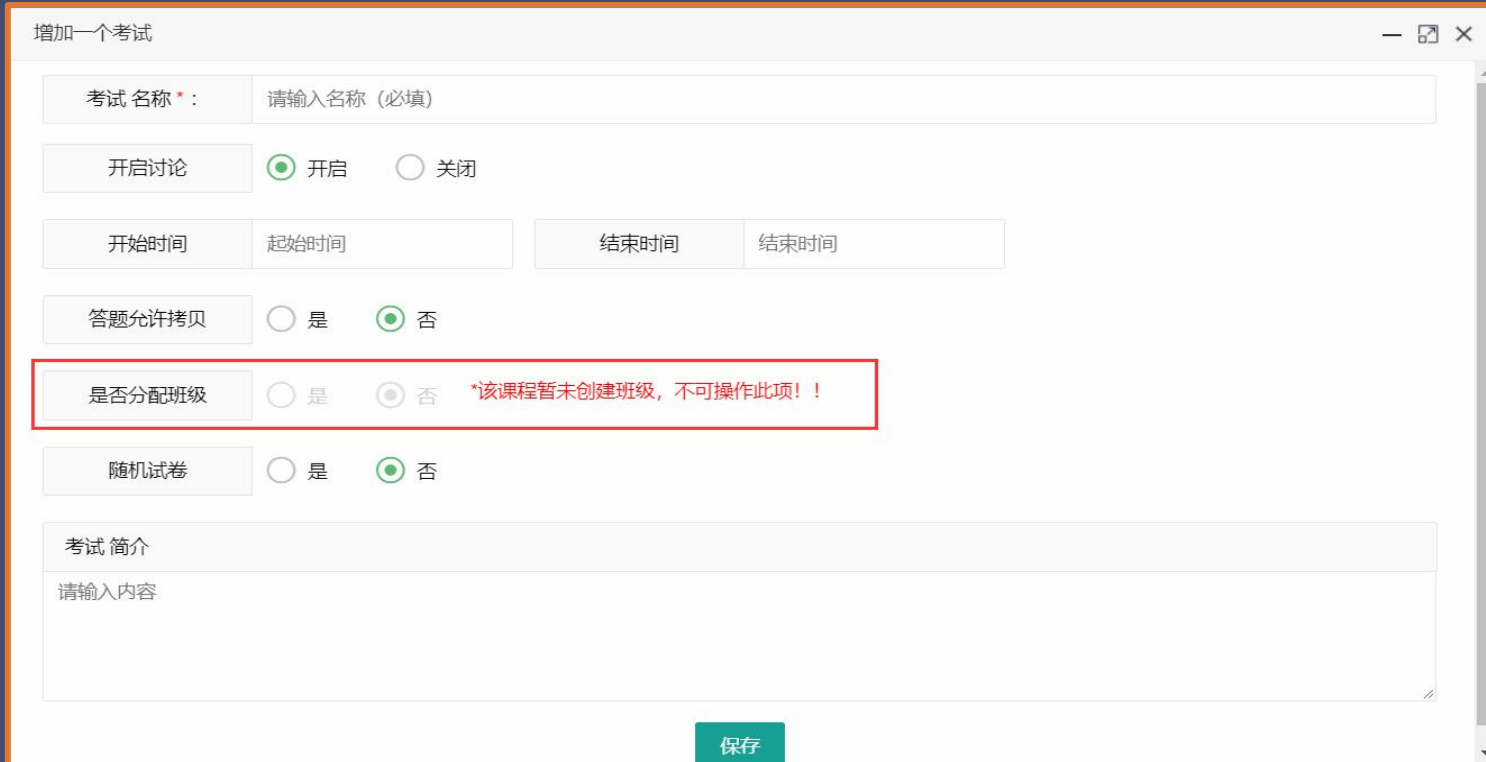 增加一个考试
考试 名称 * : 请输入名称（必填）
开启讨论 开启 关闭
开始时间 起始时间 结束时间 结束时间
答题允许拷贝 是 否
是否分配班级 是 否 *该课程暂未创建班级，不可操作此项！！
随机试卷 是 否
考试 简介
请输入内容
保存